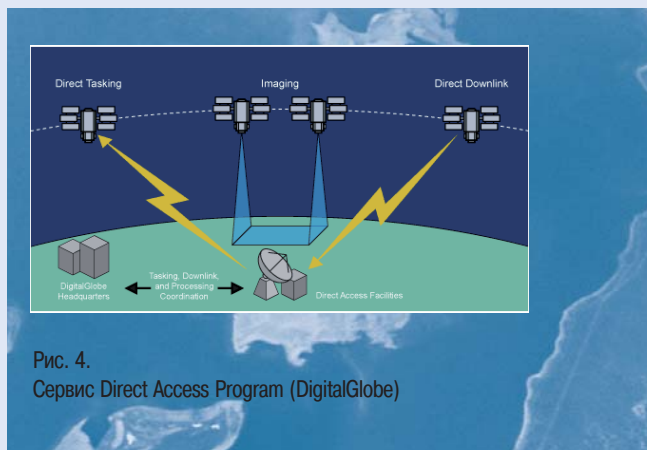 Direct Tasking
Imaging
Direct Downlink
DigitalGlobe
Headquarters
Tasking, Downlink,
and Processing
Coordination
Direct Access Facilities
Рис. 4.
Сервис Direct Access Program (DigitalGlobe)